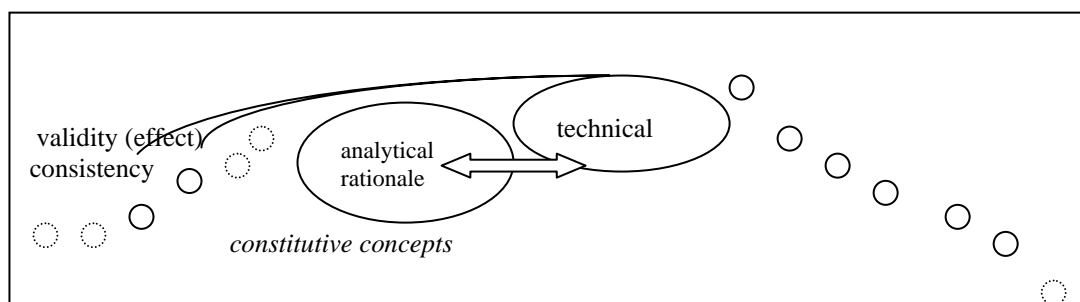 validity (effect)
consistency
analytical
rationale
technical
constitutive concepts